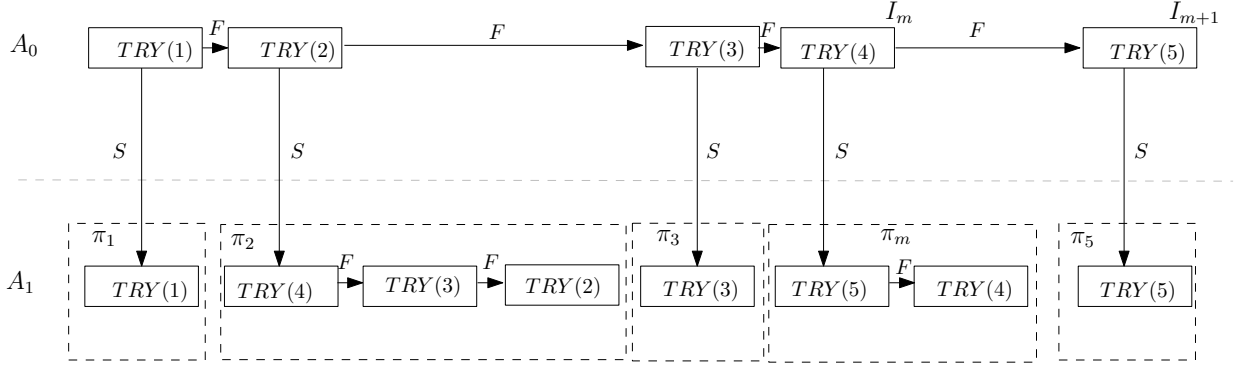 I_m I_{m+1}
A_0 TRY(1) F TRY(2) F TRY(3) F TRY(4) F TRY(5)
S S S S S
π_1 π_2 π_3 π_m π_5
A_1 TRY(1) TRY(4) F TRY(3) F TRY(2) TRY(3) TRY(5) F TRY(4) TRY(5)